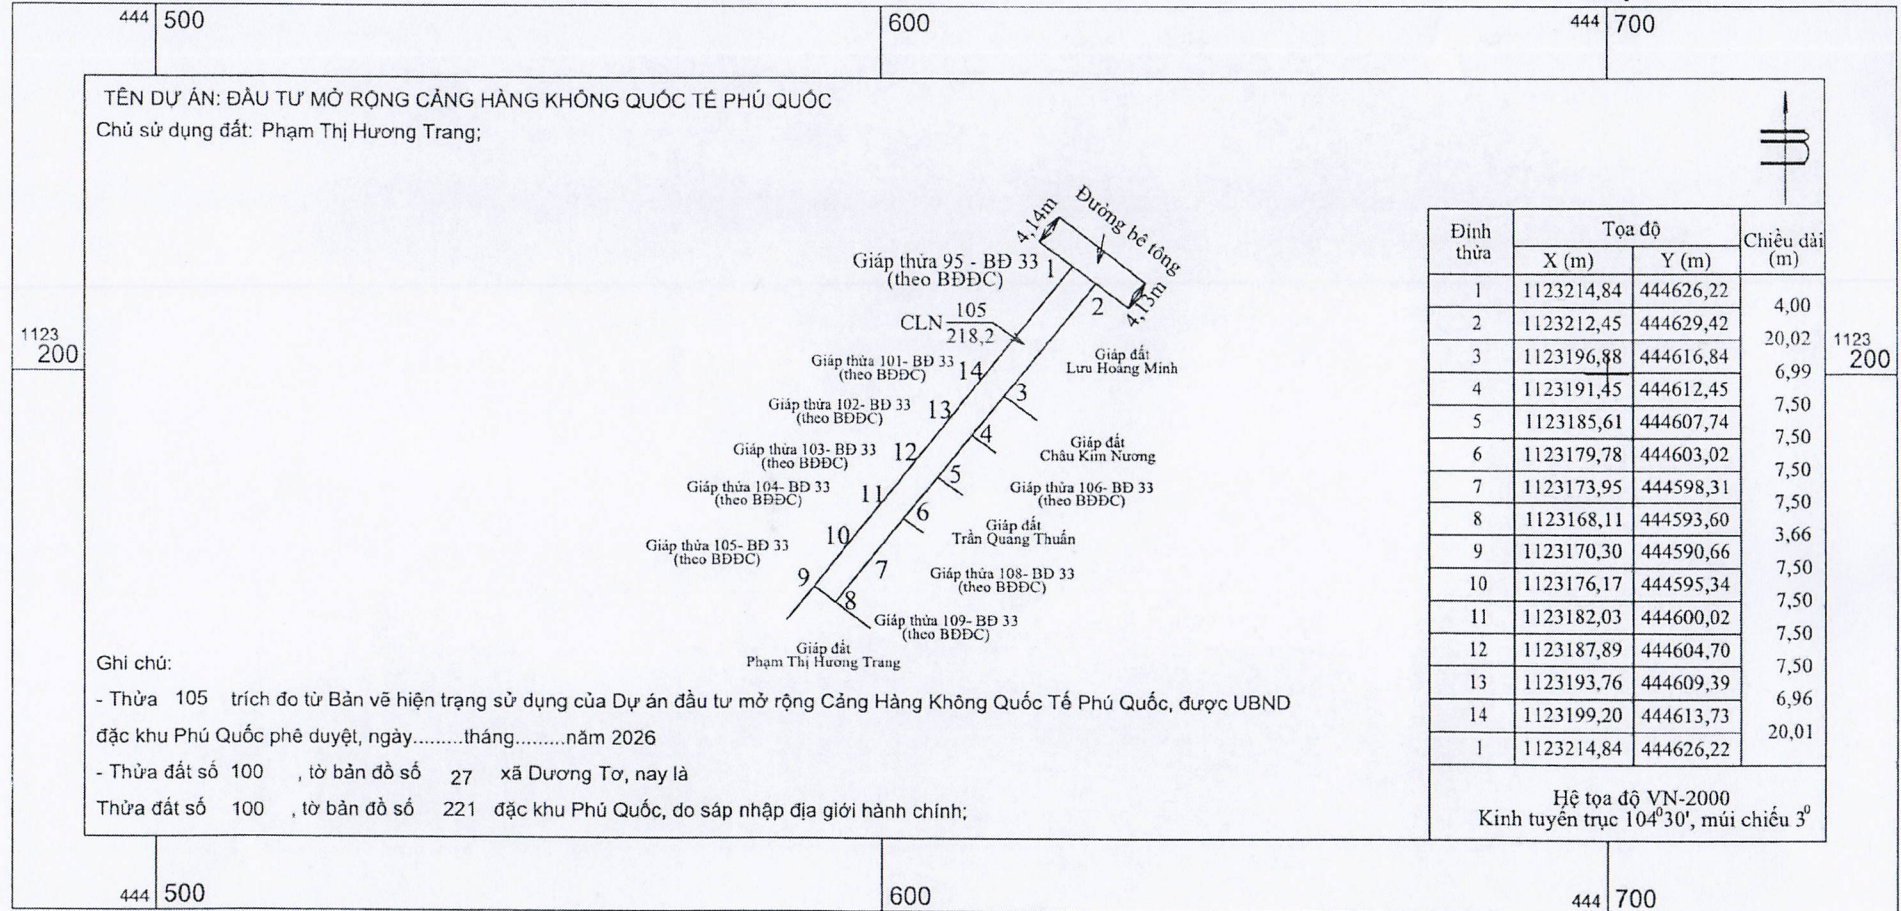 444 500
600
444 700
TÊN DỰ ÁN: ĐẦU TƯ MỞ RỘNG CẢNG HÀNG KHÔNG QUỐC TẾ PHÚ QUỐC
Chủ sử dụng đất: Phạm Thị Hương Trang;
4,14m
Đường bê tông
4,13m
Giáp thửa 95 - BĐ 33
(theo BĐĐC)
1
2
CLN 105
218,2
Giáp thửa 101- BĐ 33
(theo BĐĐC)
14
Giáp đất
Lưu Hoàng Minh
3
Giáp thửa 102- BĐ 33
(theo BĐĐC)
13
4
Giáp đất
Châu Kim Nương
Giáp thửa 103- BĐ 33
(theo BĐĐC)
12
5
Giáp thửa 104- BĐ 33
(theo BĐĐC)
11
Giáp thửa 106- BĐ 33
(theo BĐĐC)
6
Giáp đất
Trần Quang Thuấn
10
Giáp thửa 105- BĐ 33
(theo BĐĐC)
7
Giáp thửa 108- BĐ 33
(theo BĐĐC)
9
8
Giáp thửa 109- BĐ 33
(theo BĐĐC)
Giáp đất
Phạm Thị Hương Trang
1123
200
1123
200
Đỉnh thửa Tọa độ Chiều dài (m)
X (m) Y (m)
1 1123214,84 444626,22
4,00
2 1123212,45 444629,42
20,02
3 1123196,88 444616,84
6,99
4 1123191,45 444612,45
7,50
5 1123185,61 444607,74
7,50
6 1123179,78 444603,02
7,50
7 1123173,95 444598,31
7,50
8 1123168,11 444593,60
3,66
9 1123170,30 444590,66
7,50
10 1123176,17 444595,34
7,50
11 1123182,03 444600,02
7,50
12 1123187,89 444604,70
7,50
13 1123193,76 444609,39
6,96
14 1123199,20 444613,73
20,01
1 1123214,84 444626,22
Hệ tọa độ VN-2000
Kinh tuyến trục 104⁰30', múi chiếu 3⁰
Ghi chú:
- Thửa 105 trích đo từ Bản vẽ hiện trạng sử dụng của Dự án đầu tư mở rộng Cảng Hàng Không Quốc Tế Phú Quốc, được UBND
đặc khu Phú Quốc phê duyệt, ngày.........tháng.........năm 2026
- Thửa đất số 100 , tờ bản đồ số 27 xã Dương Tơ, nay là
Thửa đất số 100 , tờ bản đồ số 221 đặc khu Phú Quốc, do sáp nhập địa giới hành chính;
444 500
600
444 700